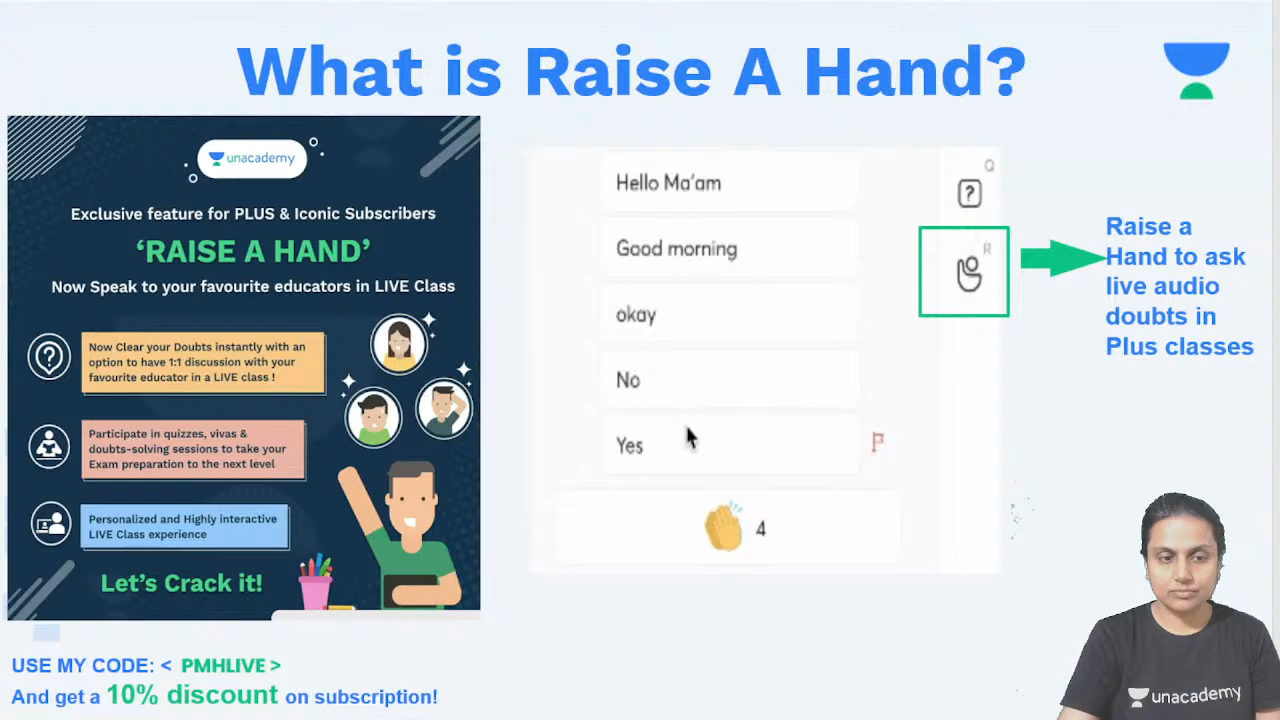 What is Raise A Hand?
unacademy
Exclusive feature for PLUS & Iconic Subscribers
‘RAISE A HAND’
Now Speak to your favourite educators in LIVE Class
Now Clear your Doubts instantly with an
option to have 1:1 discussion with your
favourite educator in a LIVE class !
Participate in quizzes, vivas &
doubts-solving sessions to take your
Exam preparation to the next level
Personalized and Highly interactive
LIVE Class experience
Let’s Crack it!
Hello Ma’am
Good morning
okay
No
Yes
4
Q
?
R
Raise a
Hand to ask
live audio
doubts in
Plus classes
USE MY CODE: < PMHLIVE >
And get a 10% discount on subscription!
unacademy